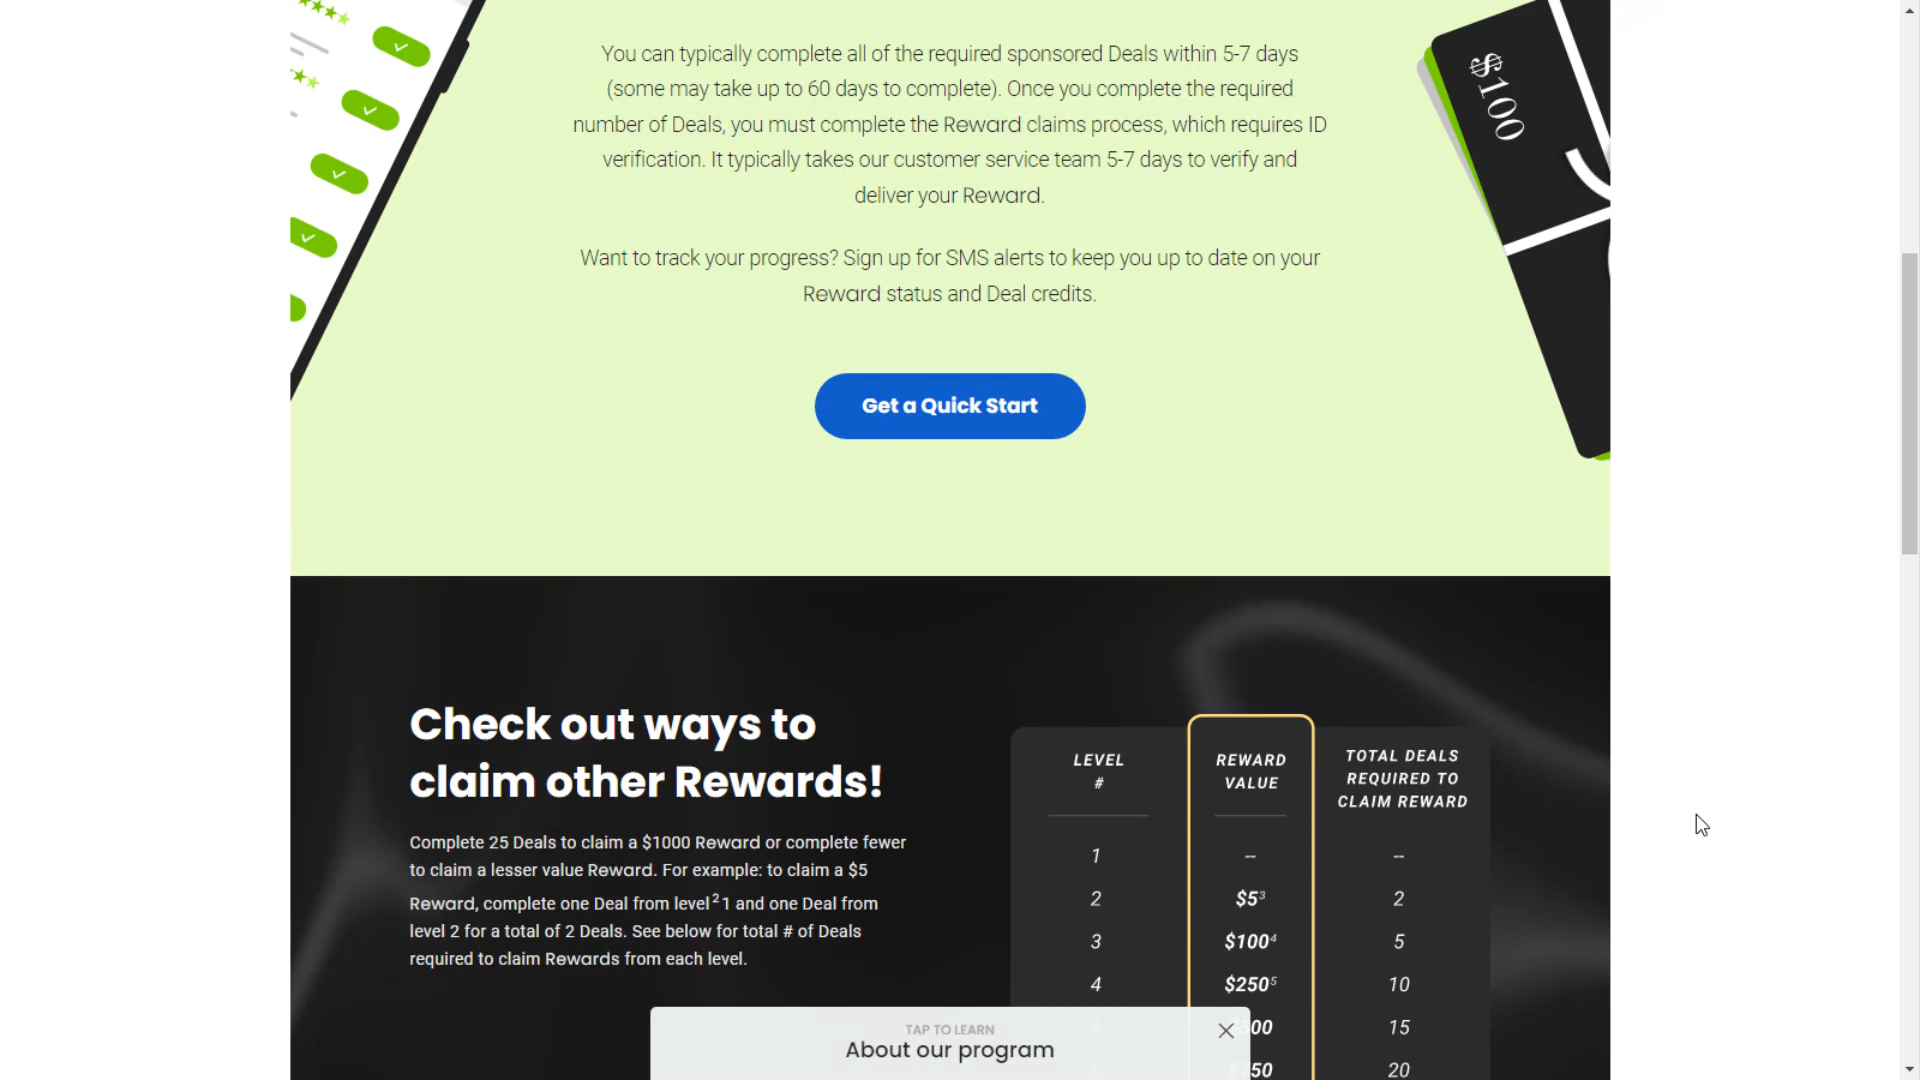 $100
You can typically complete all of the required sponsored Deals within 5-7 days
(some may take up to 60 days to complete). Once you complete the required
number of Deals, you must complete the Reward claims process, which requires ID
verification. It typically takes our customer service team 5-7 days to verify and
deliver your Reward.
Want to track your progress? Sign up for SMS alerts to keep you up to date on your
Reward status and Deal credits.
Get a Quick Start
Check out ways to
claim other Rewards!
Complete 25 Deals to claim a $1000 Reward or complete fewer
to claim a lesser value Reward. For example: to claim a $5
Reward, complete one Deal from level 2 1 and one Deal from
level 2 for a total of 2 Deals. See below for total # of Deals
required to claim Rewards from each level.
LEVEL
#
REWARD
VALUE
TOTAL DEALS
REQUIRED TO
CLAIM REWARD
1 -- --
2 $5 3 2
3 $100 4 5
4 $250 5 10
15
20
TAP TO LEARN
About our program